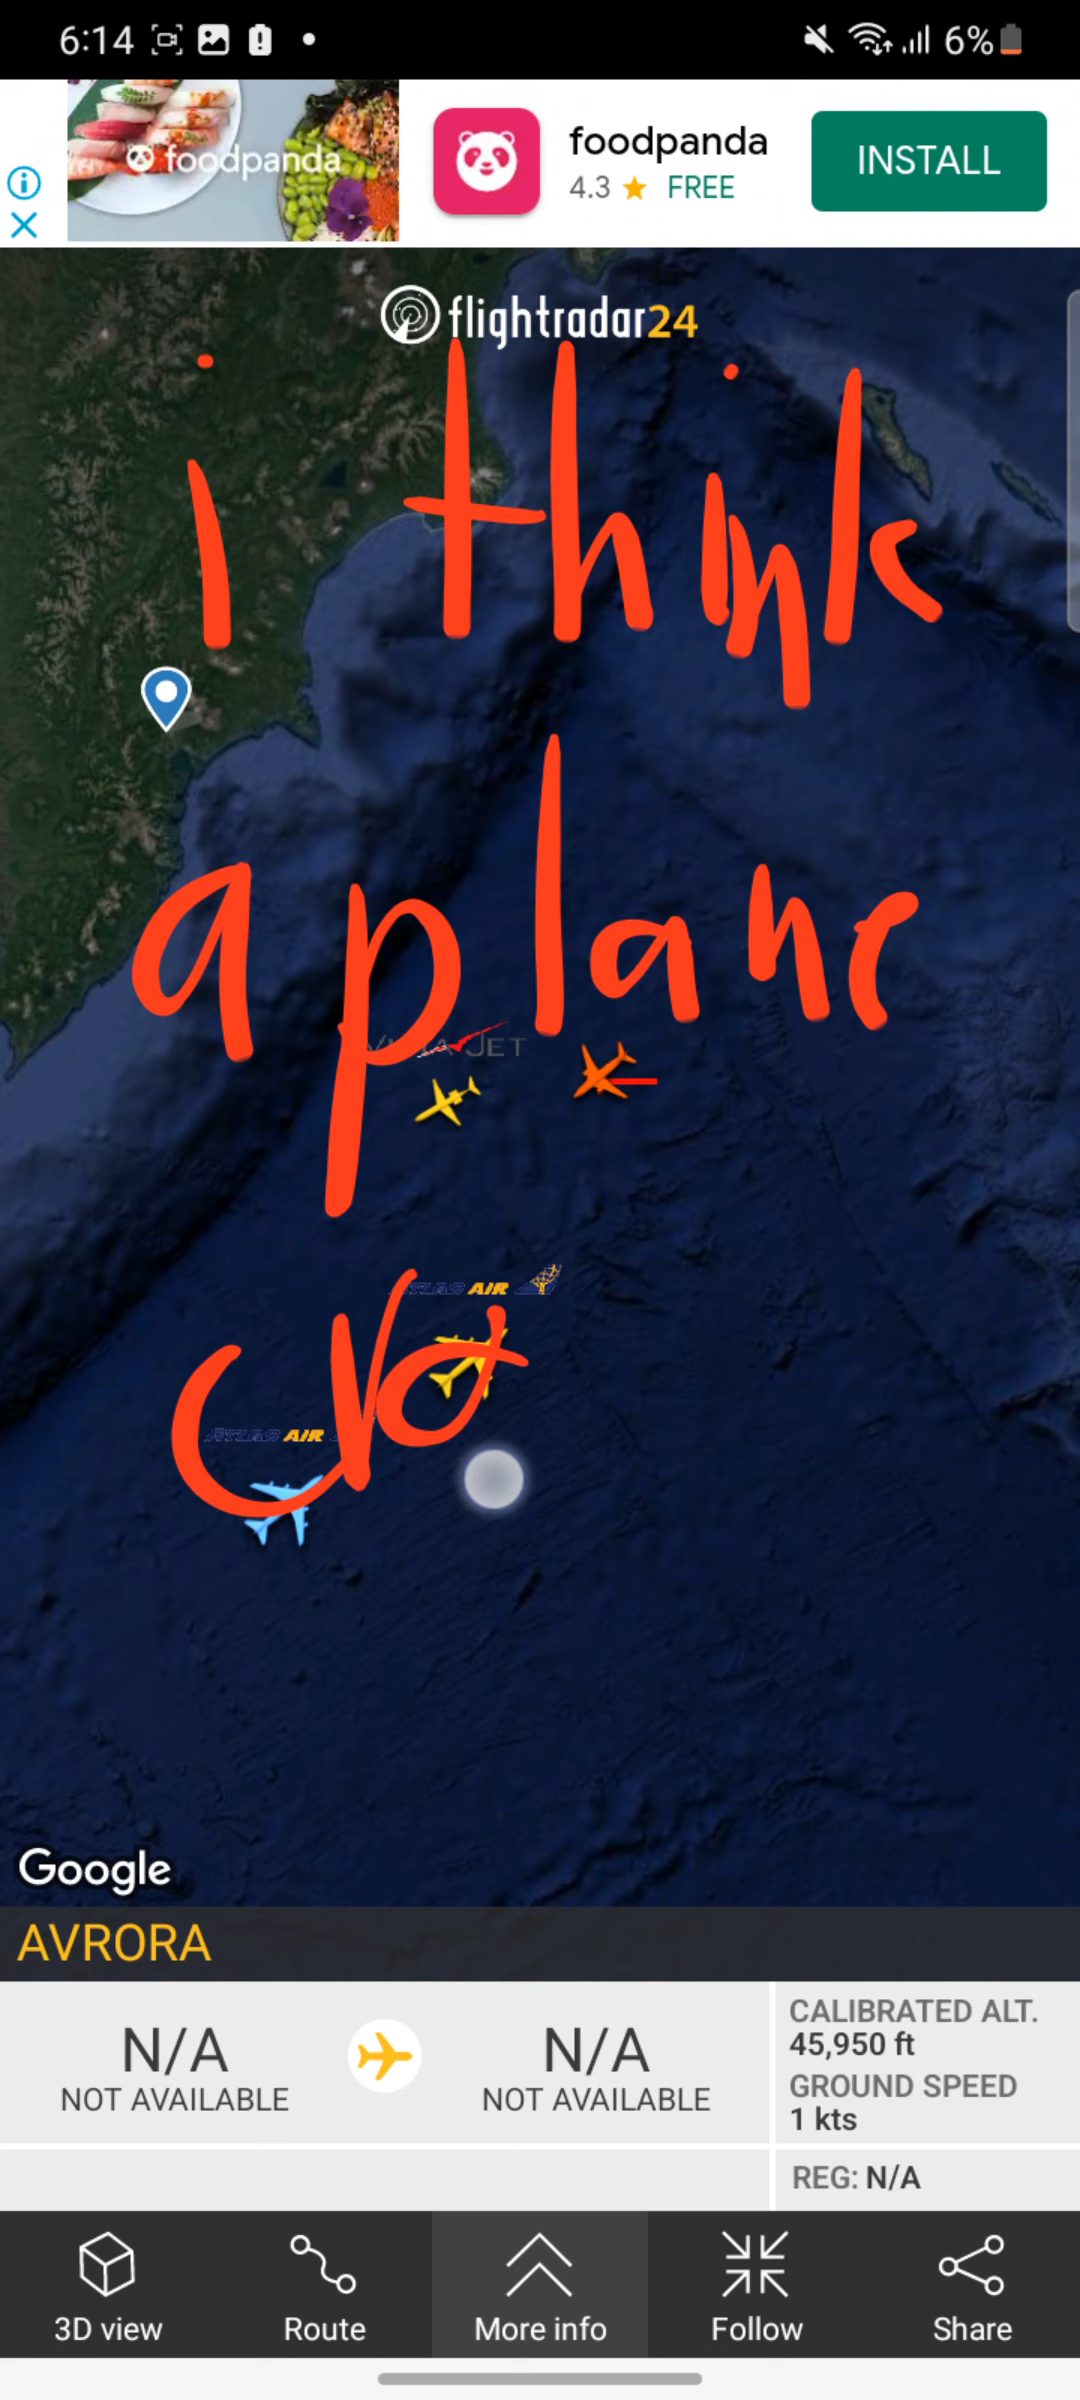 6:14
6%
foodpanda
foodpanda
4.3 ★ FREE
INSTALL
flightradar24
i think
a plane
VISTAJET
ATLAS AIR
ATLAS AIR
Google
AVRORA
N/A
NOT AVAILABLE
N/A
NOT AVAILABLE
CALIBRATED ALT.
45,950 ft
GROUND SPEED
1 kts
REG: N/A
3D view
Route
More info
Follow
Share